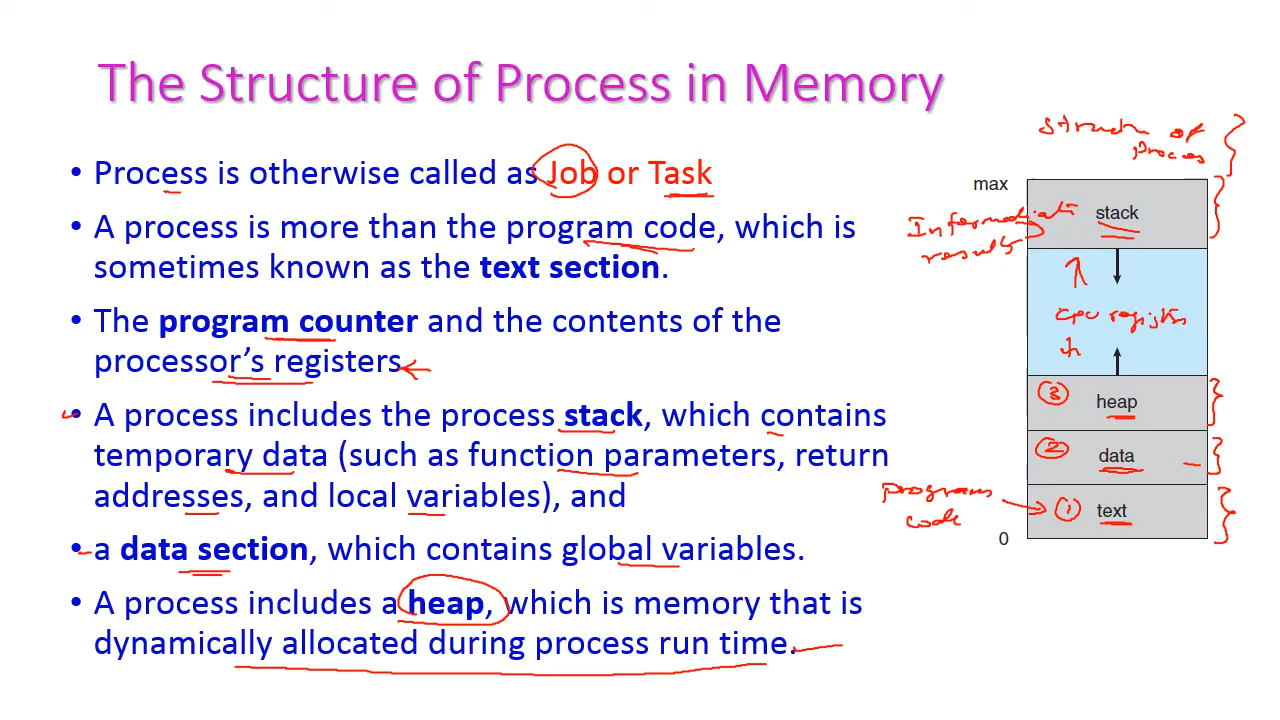 The Structure of Process in Memory
• Process is otherwise called as Job or Task
• A process is more than the program code, which is
sometimes known as the text section.
• The program counter and the contents of the
processor's registers
• A process includes the process stack, which contains
temporary data (such as function parameters, return
addresses, and local variables), and
• a data section, which contains global variables.
• A process includes a heap, which is memory that is
dynamically allocated during process run time.
of
max
stack
results
CPU
③ heap
② data
① text
code
0